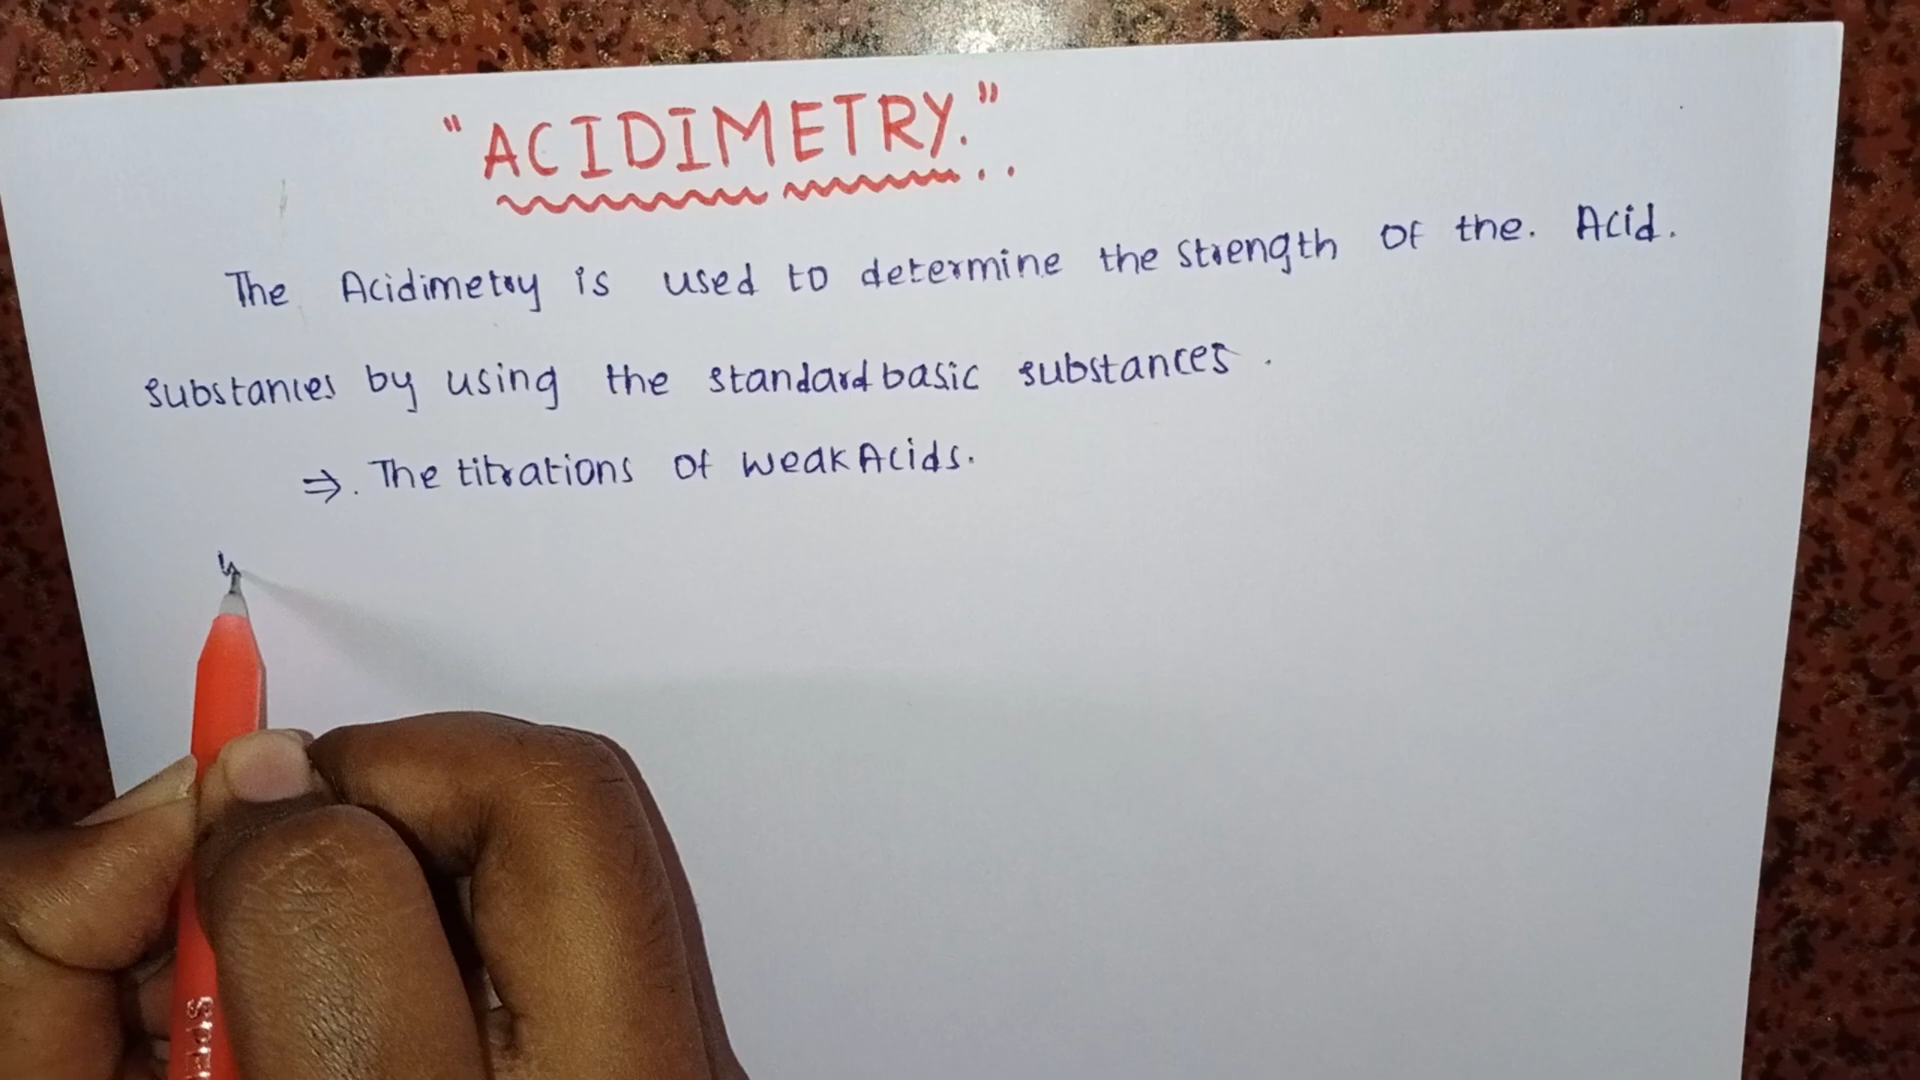 "ACIDIMETRY."
The Acidimetry is used to determine the strength of the. Acid.
substances by using the standard basic substances.
⇒. The titrations of weak Acids.